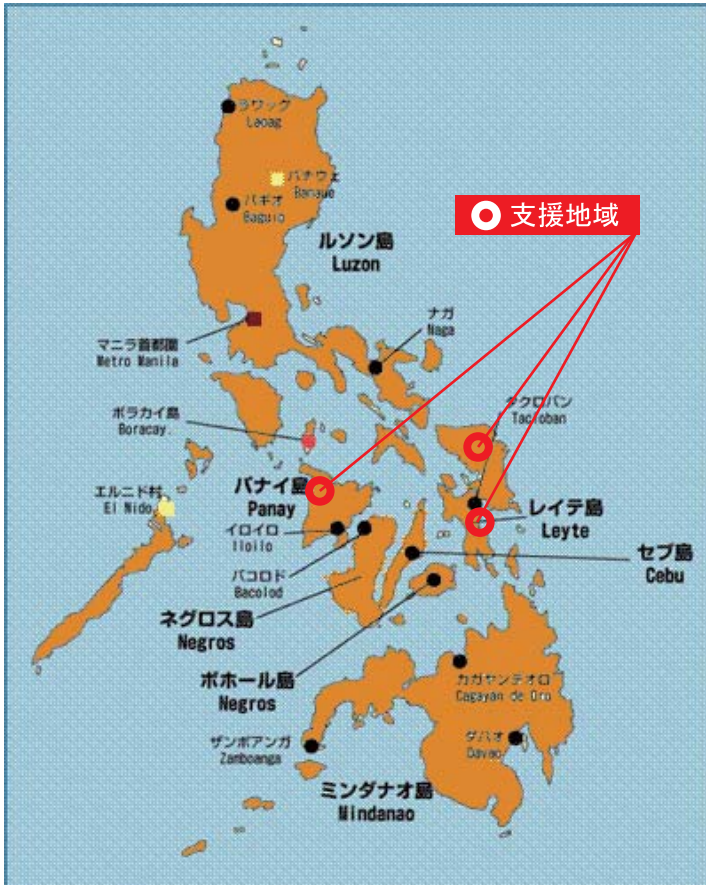 ラワッグ
Laoag
バナウェ
Banaue
バギオ
Baguio
支援地域
ルソン島
Luzon
ナガ
Naga
マニラ首都圏
Metro Manila
タクロバン
Tacloban
ボラカイ島
Boracay.
パナイ島
Panay
エルニド村
El Nido
レイテ島
Leyte
イロイロ
Iloilo
セブ島
Cebu
バコロド
Bacolod
ネグロス島
Negros
ボホール島
Negros
カガヤンデオロ
Cagayan de Oro
ザンボアンガ
Zamboanga
ダバオ
Davao
ミンダナオ島
Mindanao